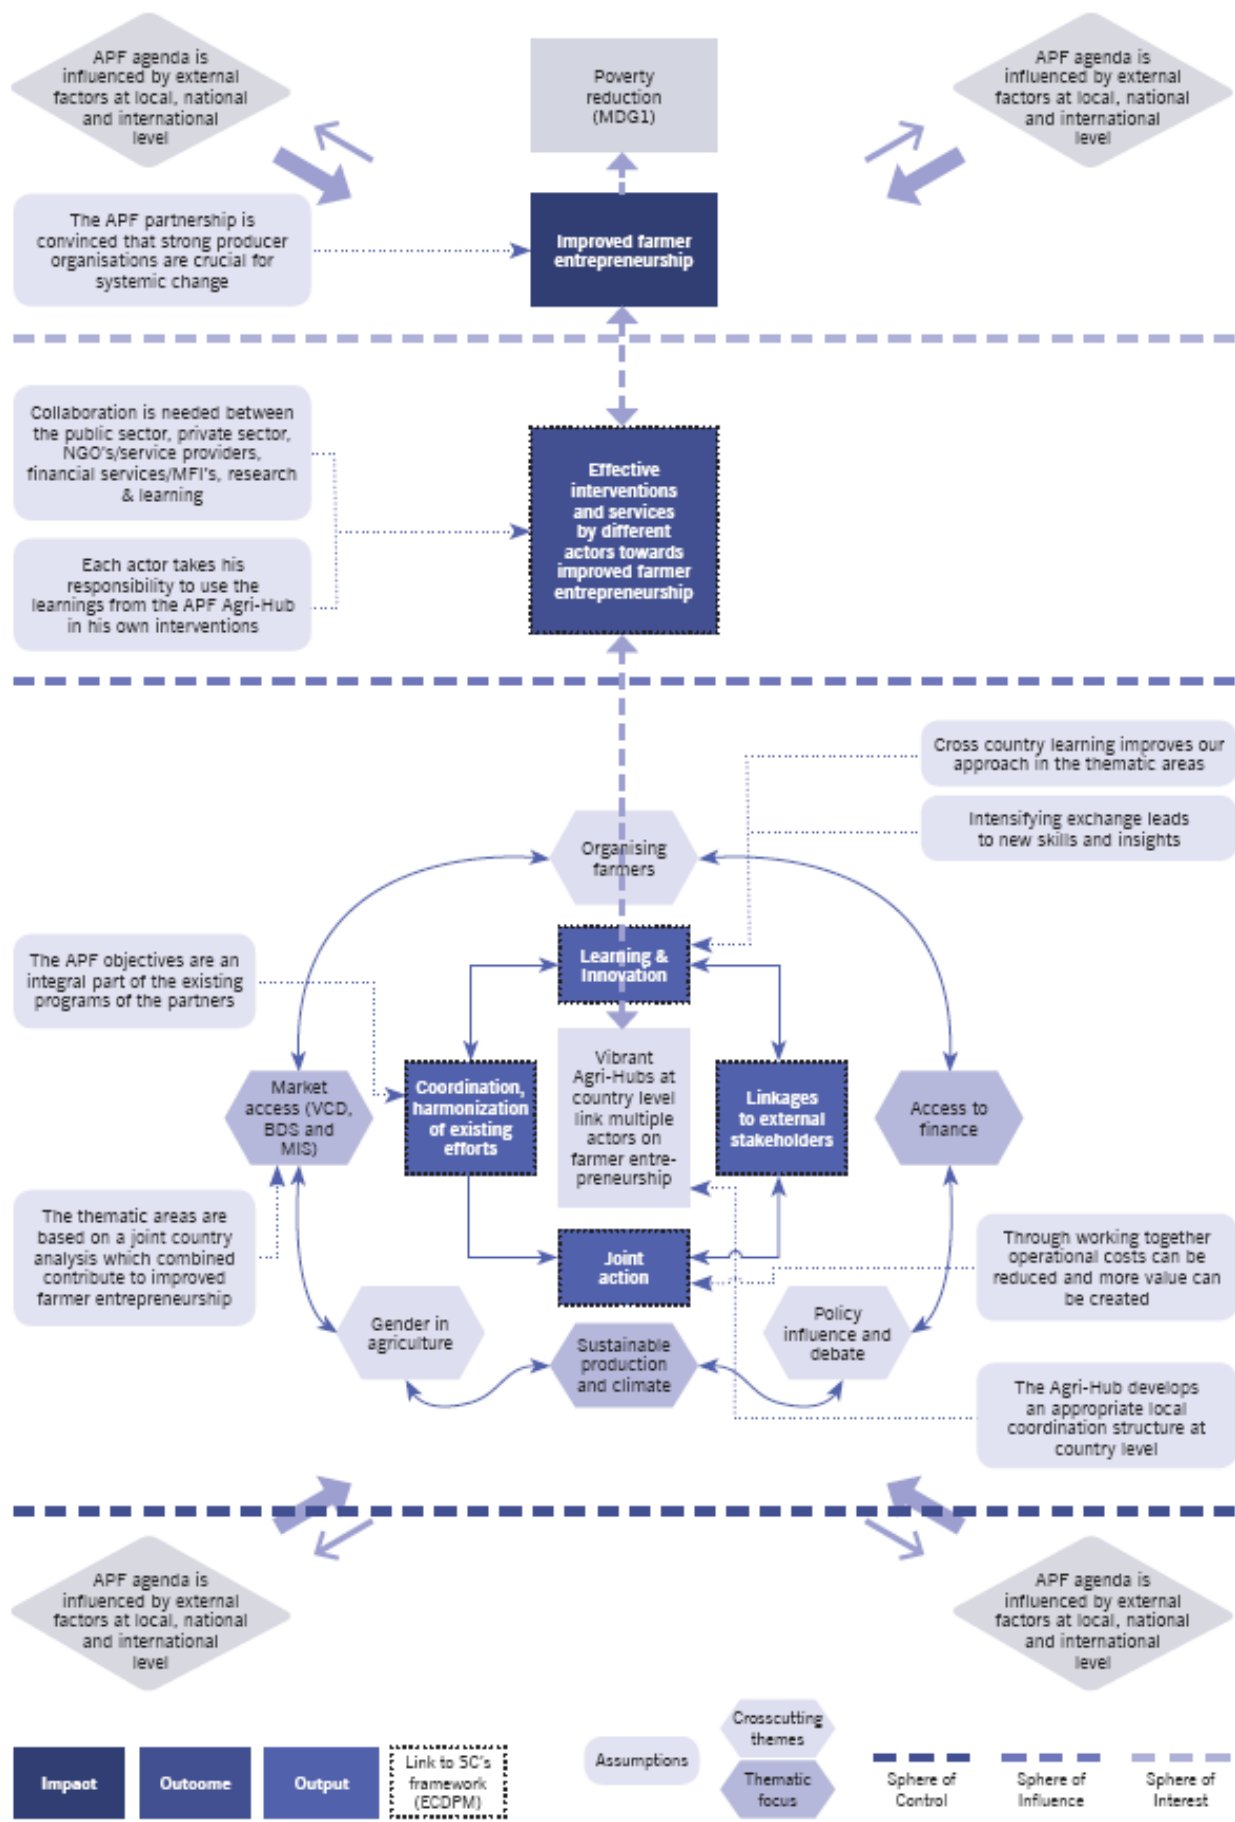 APF agenda is
influenced by external
factors at local, national
and international
level
Poverty
reduction
(MDG1)
APF agenda is
influenced by external
factors at local, national
and international
level
The APF partnership is
convinced that strong producer
organisations are crucial for
systemic change
Improved farmer
entrepreneurship
Collaboration is needed between
the public sector, private sector,
NGO's/service providers,
financial services/MFI's, research
& learning
Each actor takes his
responsibility to use the
learnings from the APF Agri-Hub
in his own interventions
Effective
interventions
and services
by different
actors towards
improved farmer
entrepreneurship
Cross country learning improves our
approach in the thematic areas
Intensifying exchange leads
to new skills and insights
Organising
farmers
Learning &
Innovation
The APF objectives are an
integral part of the existing
programs of the partners
Market
access (VCD,
BDS and
MIS)
Coordination,
harmonization
of existing
efforts
Vibrant
Agri-Hubs at
country level
link multiple
actors on
farmer entre-
preneurship
Linkages
to external
stakeholders
Access to
finance
The thematic areas are
based on a joint country
analysis which combined
contribute to improved
farmer entrepreneurship
Joint
action
Through working together
operational costs can be
reduced and more value can
be created
Gender in
agriculture
Sustainable
production
and climate
Policy
influence and
debate
The Agri-Hub develops
an appropriate local
coordination structure at
country level
APF agenda is
influenced by external
factors at local, national
and international
level
APF agenda is
influenced by external
factors at local, national
and international
level
Impact
Outcome
Output
Link to 5C's
framework
(ECDPM)
Assumptions
Crosscutting
themes
Thematic
focus
Sphere of
Control
Sphere of
Influence
Sphere of
Interest